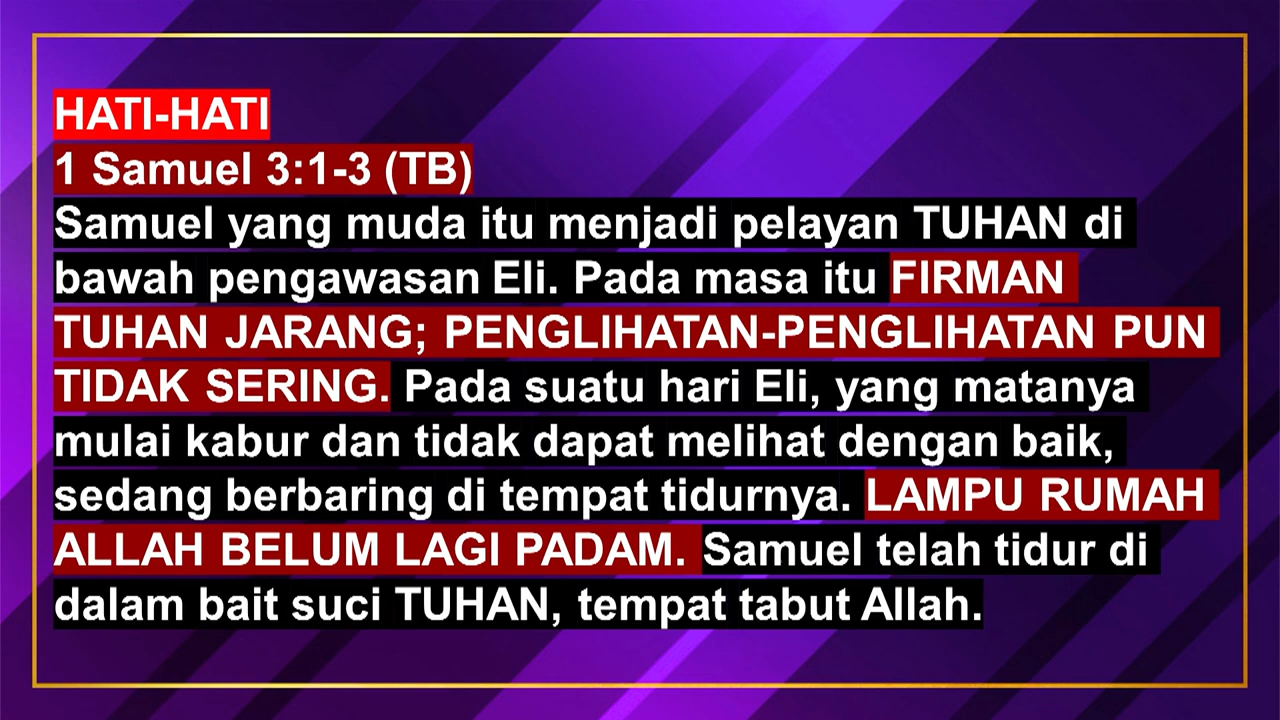 HATI-HATI
1 Samuel 3:1-3 (TB)
Samuel yang muda itu menjadi pelayan TUHAN di
bawah pengawasan Eli. Pada masa itu FIRMAN
TUHAN JARANG; PENGLIHATAN-PENGLIHATAN PUN
TIDAK SERING. Pada suatu hari Eli, yang matanya
mulai kabur dan tidak dapat melihat dengan baik,
sedang berbaring di tempat tidurnya. LAMPU RUMAH
ALLAH BELUM LAGI PADAM. Samuel telah tidur di
dalam bait suci TUHAN, tempat tabut Allah.